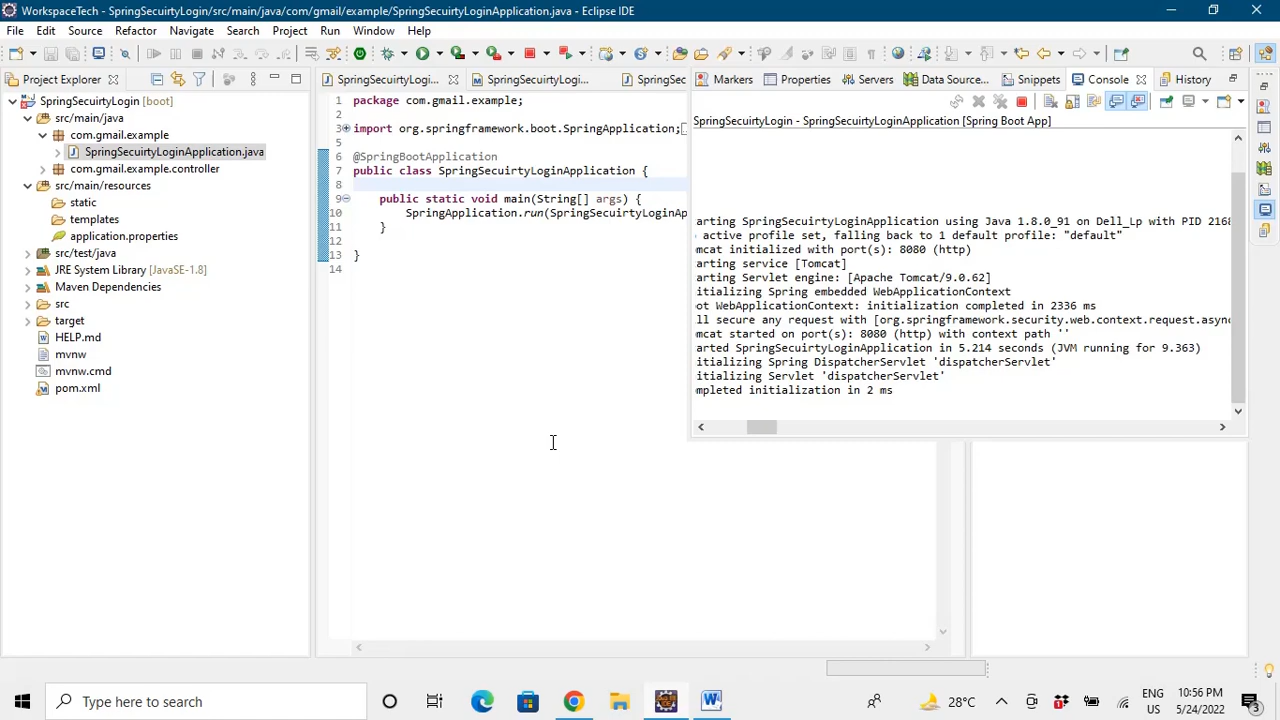 WorkspaceTech - SpringSecuirtyLogin/src/main/java/com/gmail/example/SpringSecuirtyLoginApplication.java - Eclipse IDE
File Edit Source Refactor Navigate Search Project Run Window Help
Project Explorer
SpringSecuirtyLogi...
SpringSecuirtyLogi...
SpringSec
Markers
Properties
Servers
Data Source...
Snippets
Console
History
SpringSecuirtyLogin [boot]
src/main/java
com.gmail.example
SpringSecuirtyLoginApplication.java
com.gmail.example.controller
src/main/resources
static
templates
application.properties
src/test/java
JRE System Library [JavaSE-1.8]
Maven Dependencies
src
target
HELP.md
mvnw
mvnw.cmd
pom.xml
1 package com.gmail.example;
2
3 import org.springframework.boot.SpringApplication;
5
6 @SpringBootApplication
7 public class SpringSecuirtyLoginApplication {
8
9 public static void main(String[] args) {
10 SpringApplication.run(SpringSecuirtyLoginAp
11 }
12
13 }
14
SpringSecuirtyLogin - SpringSecuirtyLoginApplication [Spring Boot App]
arting SpringSecuirtyLoginApplication using Java 1.8.0_91 on Dell_Lp with PID 2168
o active profile set, falling back to 1 default profile: "default"
mcat initialized with port(s): 8080 (http)
arting service [Tomcat]
arting Servlet engine: [Apache Tomcat/9.0.62]
itializing Spring embedded WebApplicationContext
ot WebApplicationContext: initialization completed in 2336 ms
ll secure any request with [org.springframework.security.web.context.request.async
mcat started on port(s): 8080 (http) with context path ''
arted SpringSecuirtyLoginApplication in 5.214 seconds (JVM running for 9.363)
itializing Spring DispatcherServlet 'dispatcherServlet'
itializing Servlet 'dispatcherServlet'
mpleted initialization in 2 ms
Type here to search
28°C
ENG
US
10:56 PM
5/24/2022
3